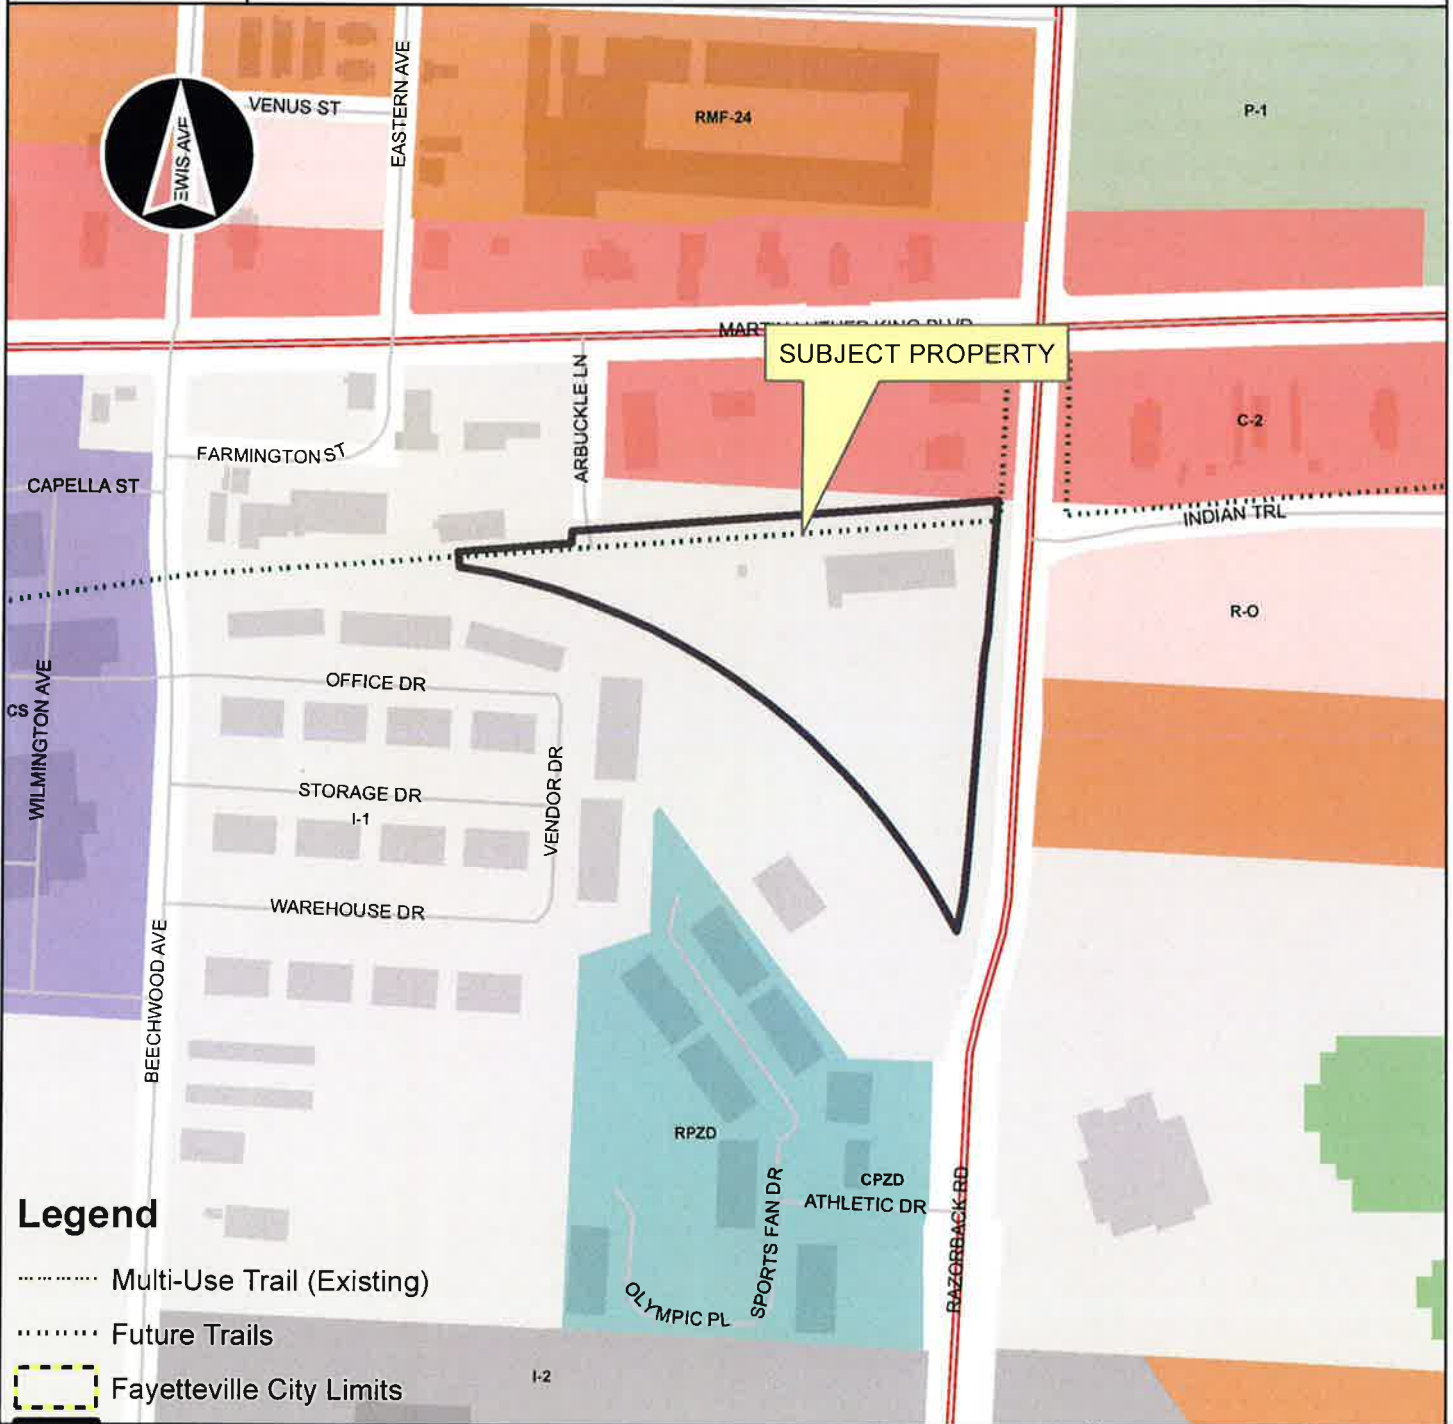 VENUS ST
EASTERN AVE
RMF-24
P-1
EWIS AVE
SUBJECT PROPERTY
ARBUCKLE LN
FARMINGTON ST
C-2
CAPELLA ST
INDIAN TRL
R-O
OFFICE DR
CS
WILMINGTON AVE
STORAGE DR
I-1
VENDOR DR
WAREHOUSE DR
BEECHWOOD AVE
RPZD
CPZD
ATHLETIC DR
SPORTS FAN DR
RAZORBACK RD
OLYMPIC PL
I-2
Legend
Multi-Use Trail (Existing)
Future Trails
Fayetteville City Limits